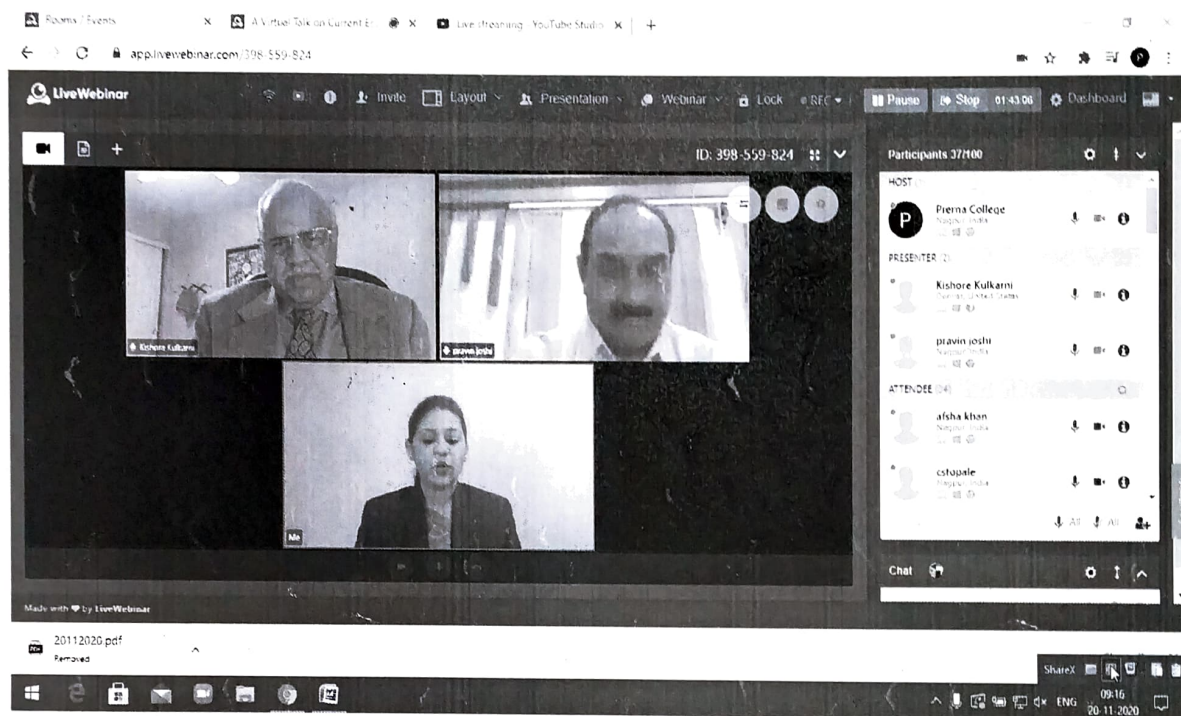 Rooms / Events
A Virtual Talk on Current E
Live streaming - YouTube Studio
app.livewebinar.com/398-559-824
LiveWebinar
Invite
Layout
Presentation
Webinar
Lock
REC
Pause
Stop
01:43:06
Dashboard
ID: 398-559-824
Participants 37/100
HOST
P
Prerna College
Nagpur, India
PRESENTER (2)
Kishore Kulkarni
United States
pravin joshi
Nagpur, India
ATTENDEE (34)
afsha khan
Nagpur, India
cstopale
Nagpur, India
All
All
Kishore Kulkarni
pravin joshi
Me
Chat
Made with ❤ by LiveWebinar
20112020.pdf
Removed
ShareX
ENG
09:16
20-11-2020